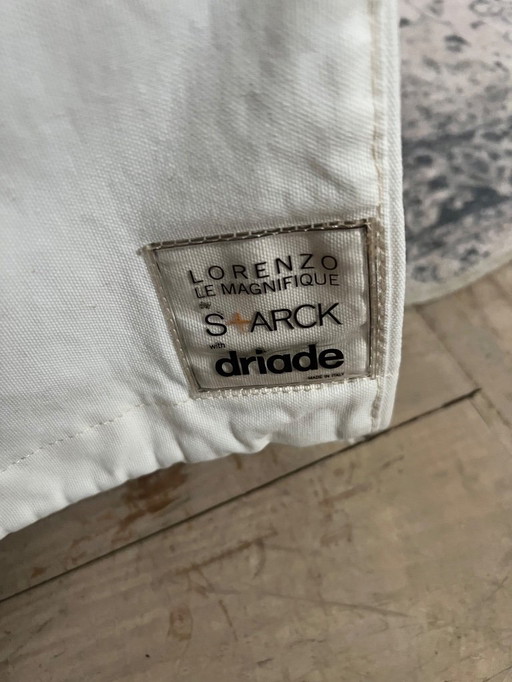 LORENZO
LE MAGNIFIQUE
by
S+ARCK
with
driade
MADE IN ITALY